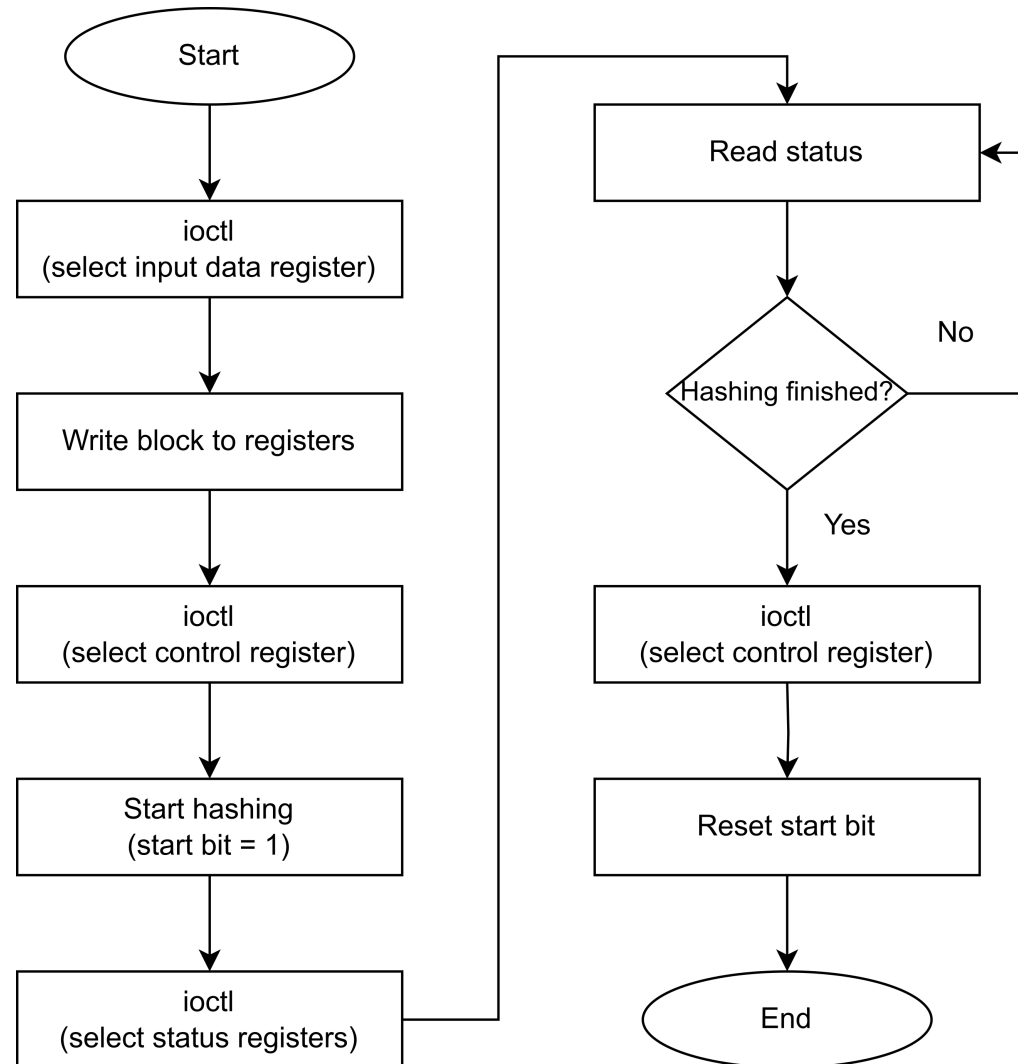 Start
ioctl
(select input data register)
Write block to registers
ioctl
(select control register)
Start hashing
(start bit = 1)
ioctl
(select status registers)
Read status
Hashing finished?
No
Yes
ioctl
(select control register)
Reset start bit
End